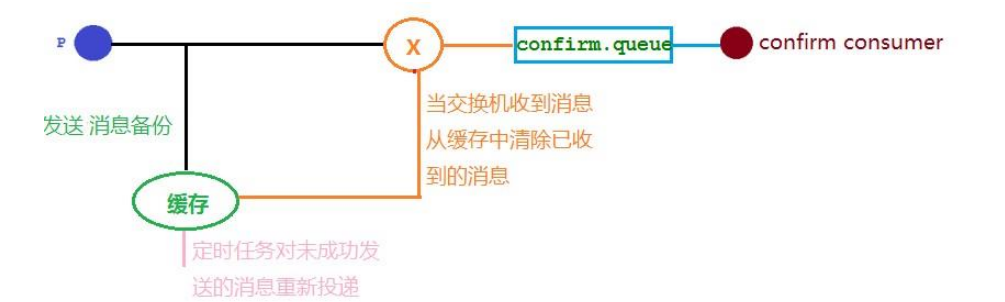 P
X
confirm.queue
confirm consumer
发送 消息备份
当交换机收到消息
从缓存中清除已收
到的消息
缓存
定时任务对未成功发
送的消息重新投递